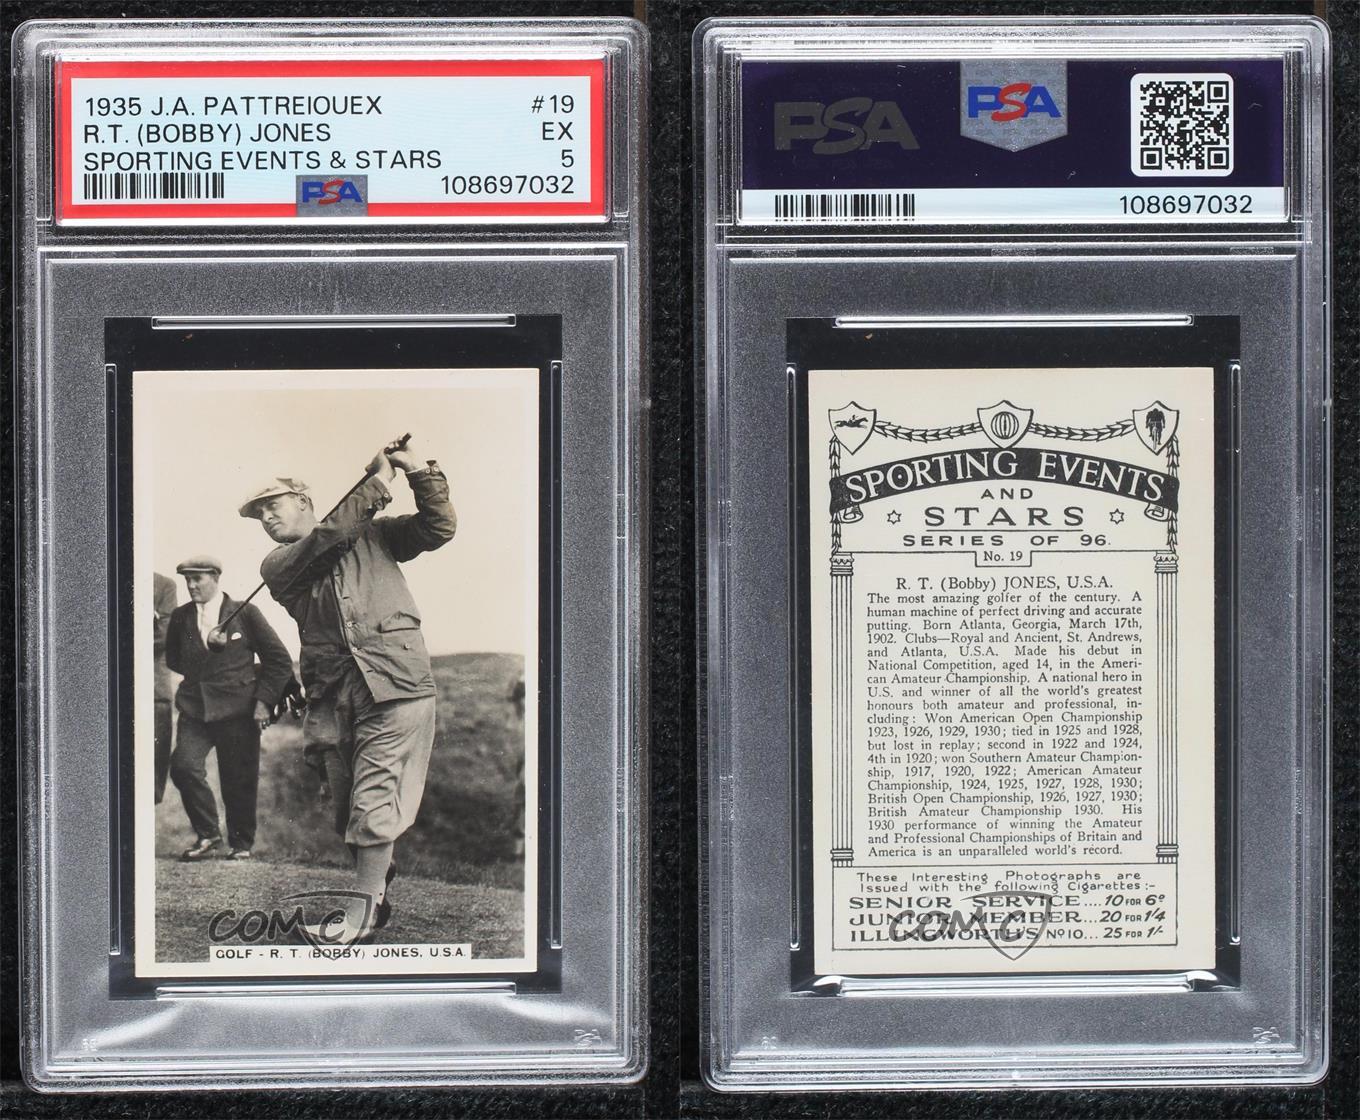 1935 J.A. PATTREIOUEX #19
R.T. (BOBBY) JONES EX
SPORTING EVENTS & STARS 5
PSA 108697032
COMC
GOLF - R. T. (BOBBY) JONES, U.S.A.
PSA PSA
108697032
SPORTING EVENTS
AND
STARS
SERIES OF 96.
No. 19
R. T. (Bobby) JONES, U.S.A.
The most amazing golfer of the century. A
human machine of perfect driving and accurate
putting. Born Atlanta, Georgia, March 17th,
1902. Clubs—Royal and Ancient, St. Andrews,
and Atlanta, U.S.A. Made his debut in
National Competition, aged 14, in the Ameri-
can Amateur Championship. A national hero in
U.S. and winner of all the world's greatest
honours both amateur and professional, in-
cluding: Won American Open Championship
1923, 1926, 1929, 1930; tied in 1925 and 1928,
but lost in replay; second in 1922 and 1924,
4th in 1920; won Southern Amateur Champion-
ship, 1917, 1920, 1922; American Amateur
Championship, 1924, 1925, 1927, 1928, 1930;
British Open Championship, 1926, 1927, 1930;
British Amateur Championship 1930. His
1930 performance of winning the Amateur
and Professional Championships of Britain and
America is an unparalleled world's record.
These Interesting Photographs are
Issued with the following Cigarettes:-
SENIOR SERVICE.... 10 FOR 6ᴰ
JUNIOR MEMBER... 20 FOR 1/4
ILLINGWORTH'S Nº10... 25 FOR 1/-
COMC